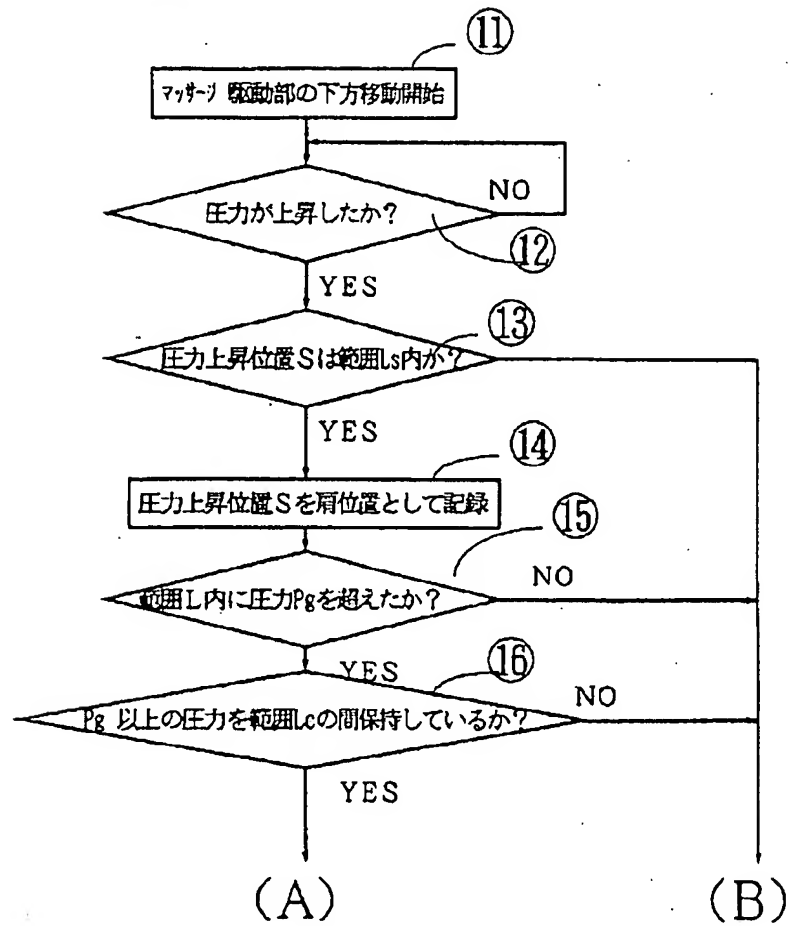 ⑪
マッサージ 駆動部の下方移動開始
NO
圧力が上昇したか？
⑫
YES
⑬
圧力上昇位置Sは範囲Ls内か？
YES
⑭
圧力上昇位置Sを肩位置として記録
⑮
NO
範囲L内に圧力Pgを超えたか？
YES
⑯
NO
Pg 以上の圧力を範囲Lcの間保持しているか？
YES
(A)
(B)